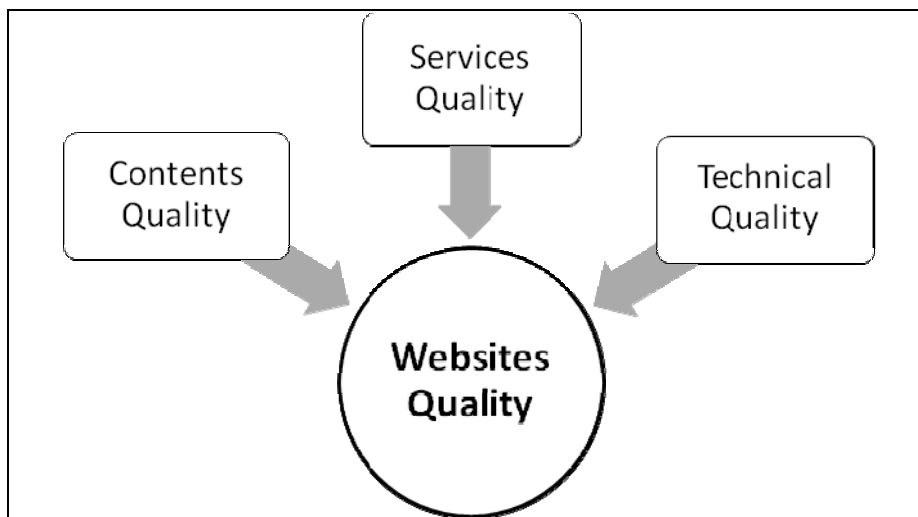 Services
Quality
Contents
Quality
Technical
Quality
Websites
Quality